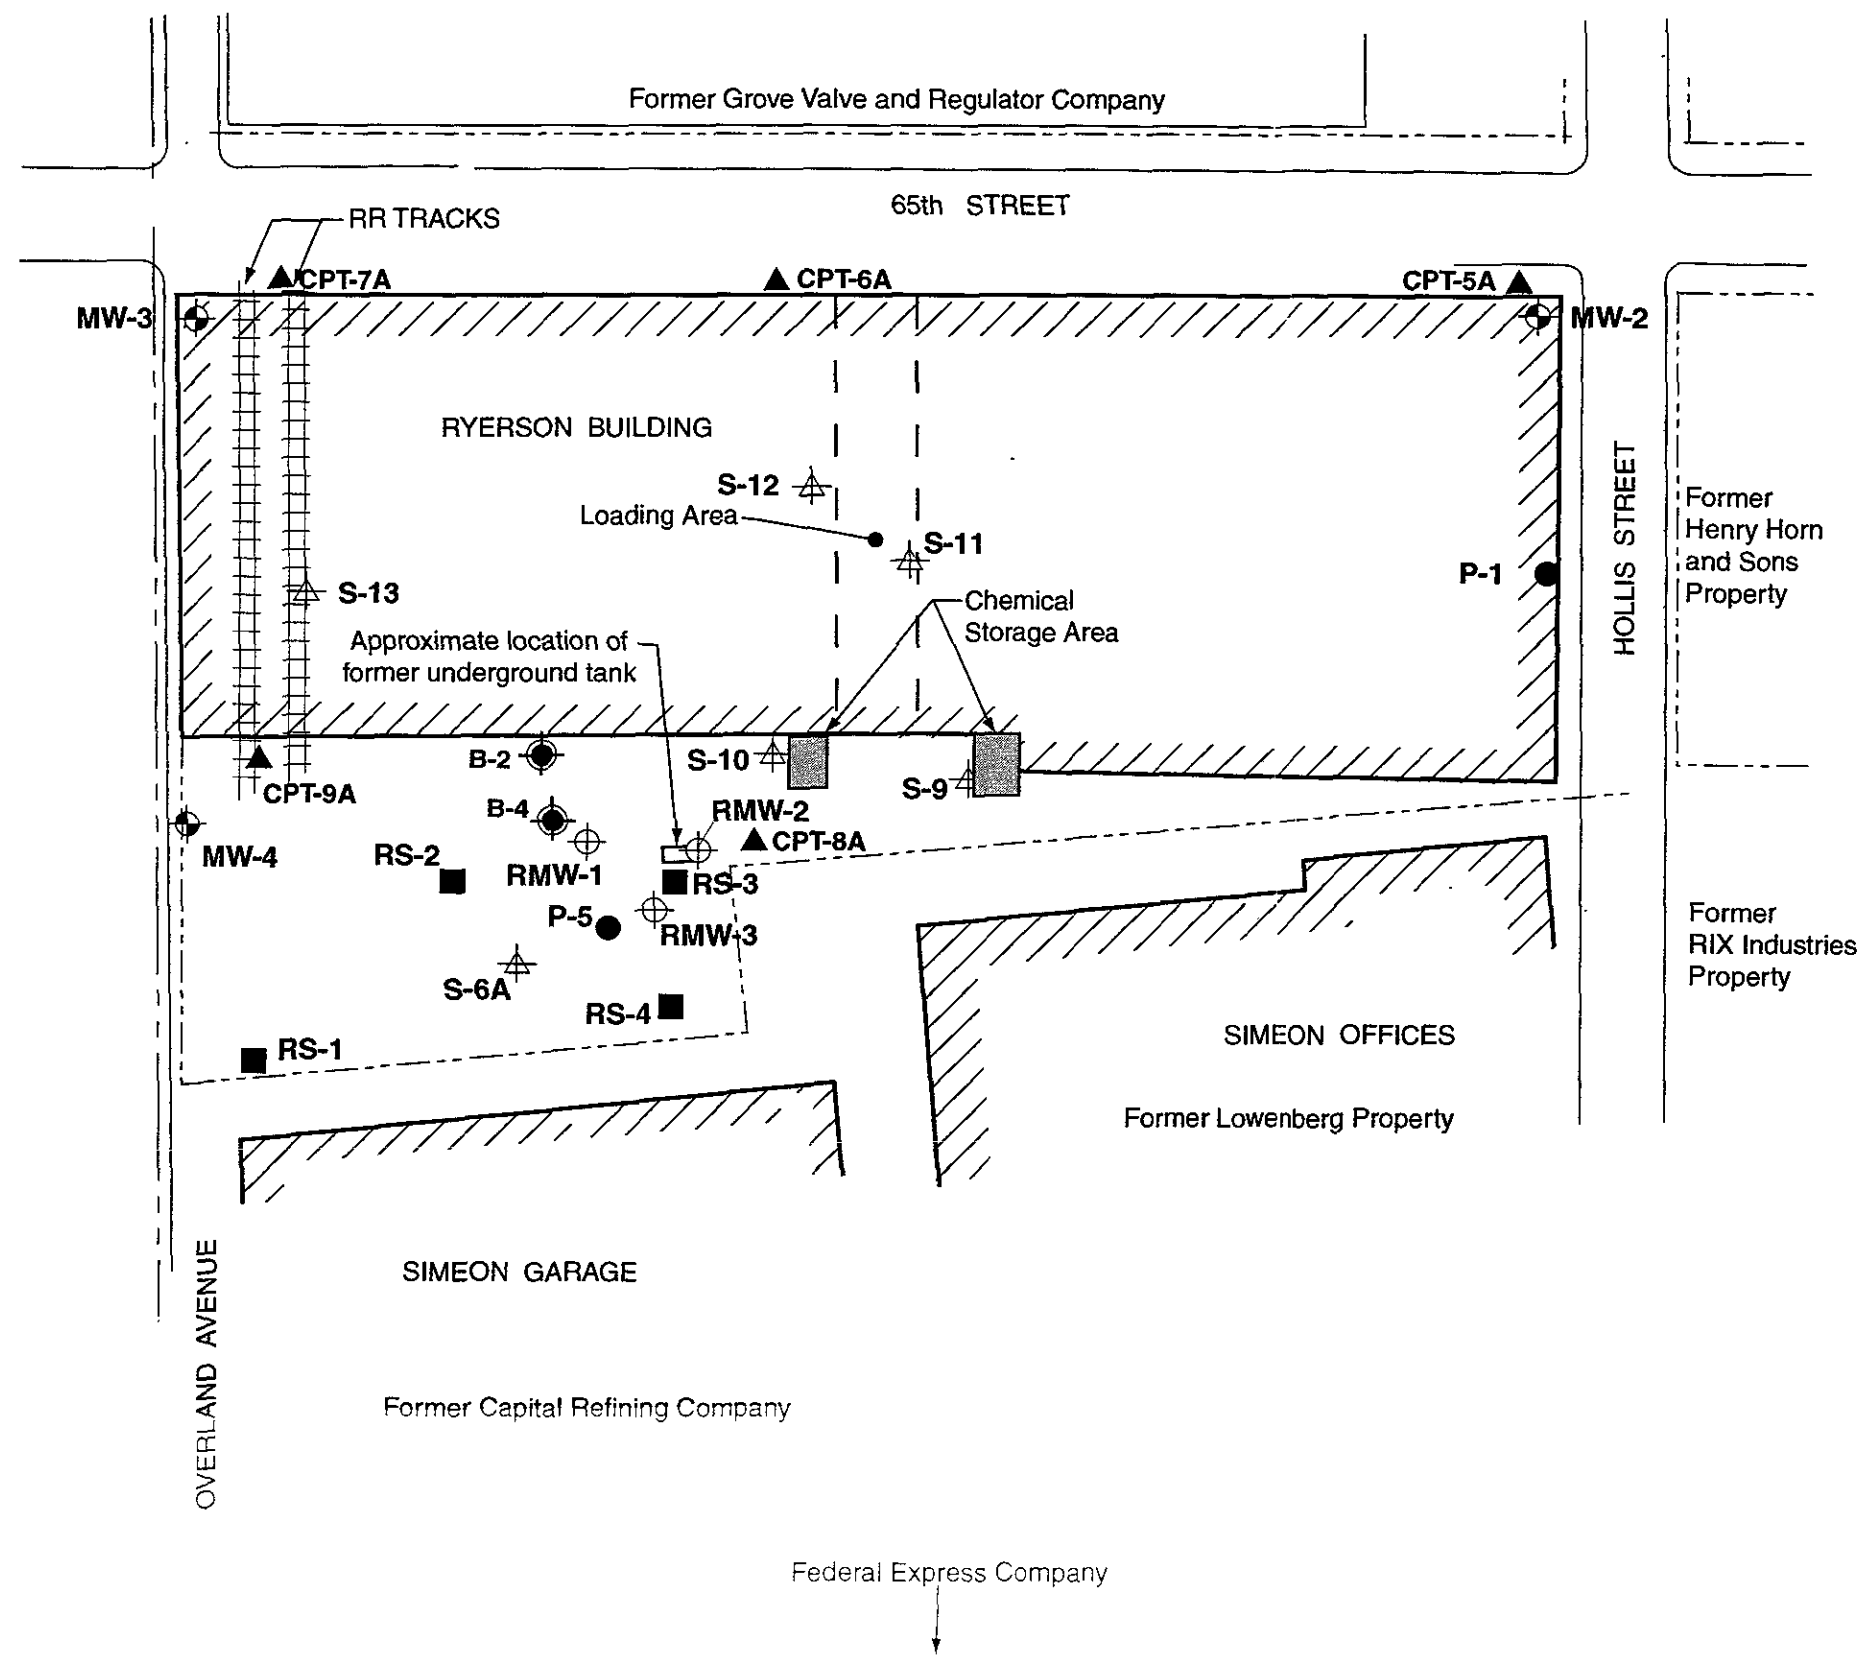 Former Grove Valve and Regulator Company
65th STREET
RR TRACKS
CPT-7A
CPT-6A
CPT-5A
MW-3
MW-2
RYERSON BUILDING
S-12
Loading Area
S-11
S-13
Chemical
Storage Area
P-1
HOLLIS STREET
Former
Henry Horn
and Sons
Property
Approximate location of
former underground tank
B-2
S-10
S-9
CPT-9A
B-4
RMW-2
CPT-8A
MW-4
RS-2
RMW-1
RS-3
P-5
RMW-3
S-6A
RS-4
RS-1
Former
RIX Industries
Property
SIMEON OFFICES
Former Lowenberg Property
SIMEON GARAGE
OVERLAND AVENUE
Former Capital Refining Company
Federal Express Company